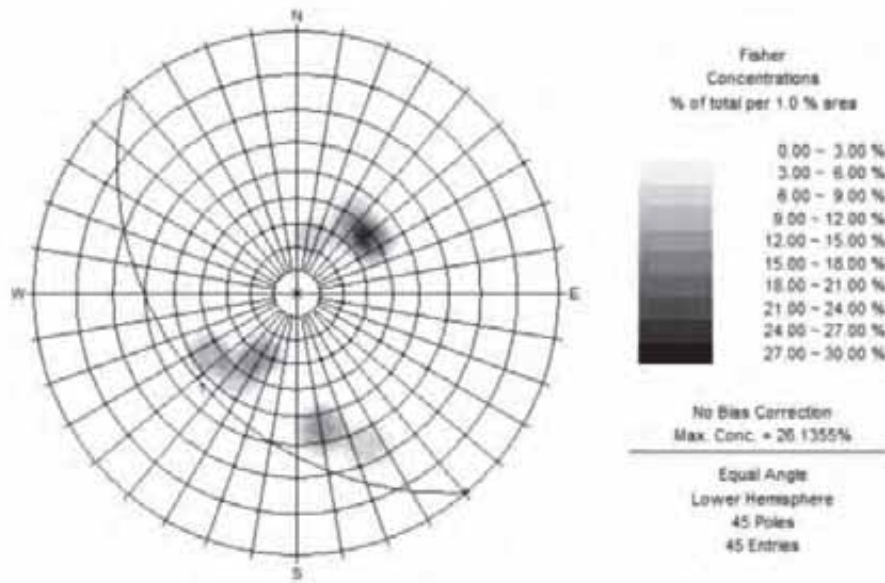 N
W
E
S
Fisher
Concentrations
% of total per 1.0 % area
0.00 ~ 3.00 %
3.00 ~ 6.00 %
6.00 ~ 9.00 %
9.00 ~ 12.00 %
12.00 ~ 15.00 %
15.00 ~ 18.00 %
18.00 ~ 21.00 %
21.00 ~ 24.00 %
24.00 ~ 27.00 %
27.00 ~ 30.00 %
No Bias Correction
Max. Conc. = 26.1355%
Equal Angle
Lower Hemisphere
45 Poles
45 Entries